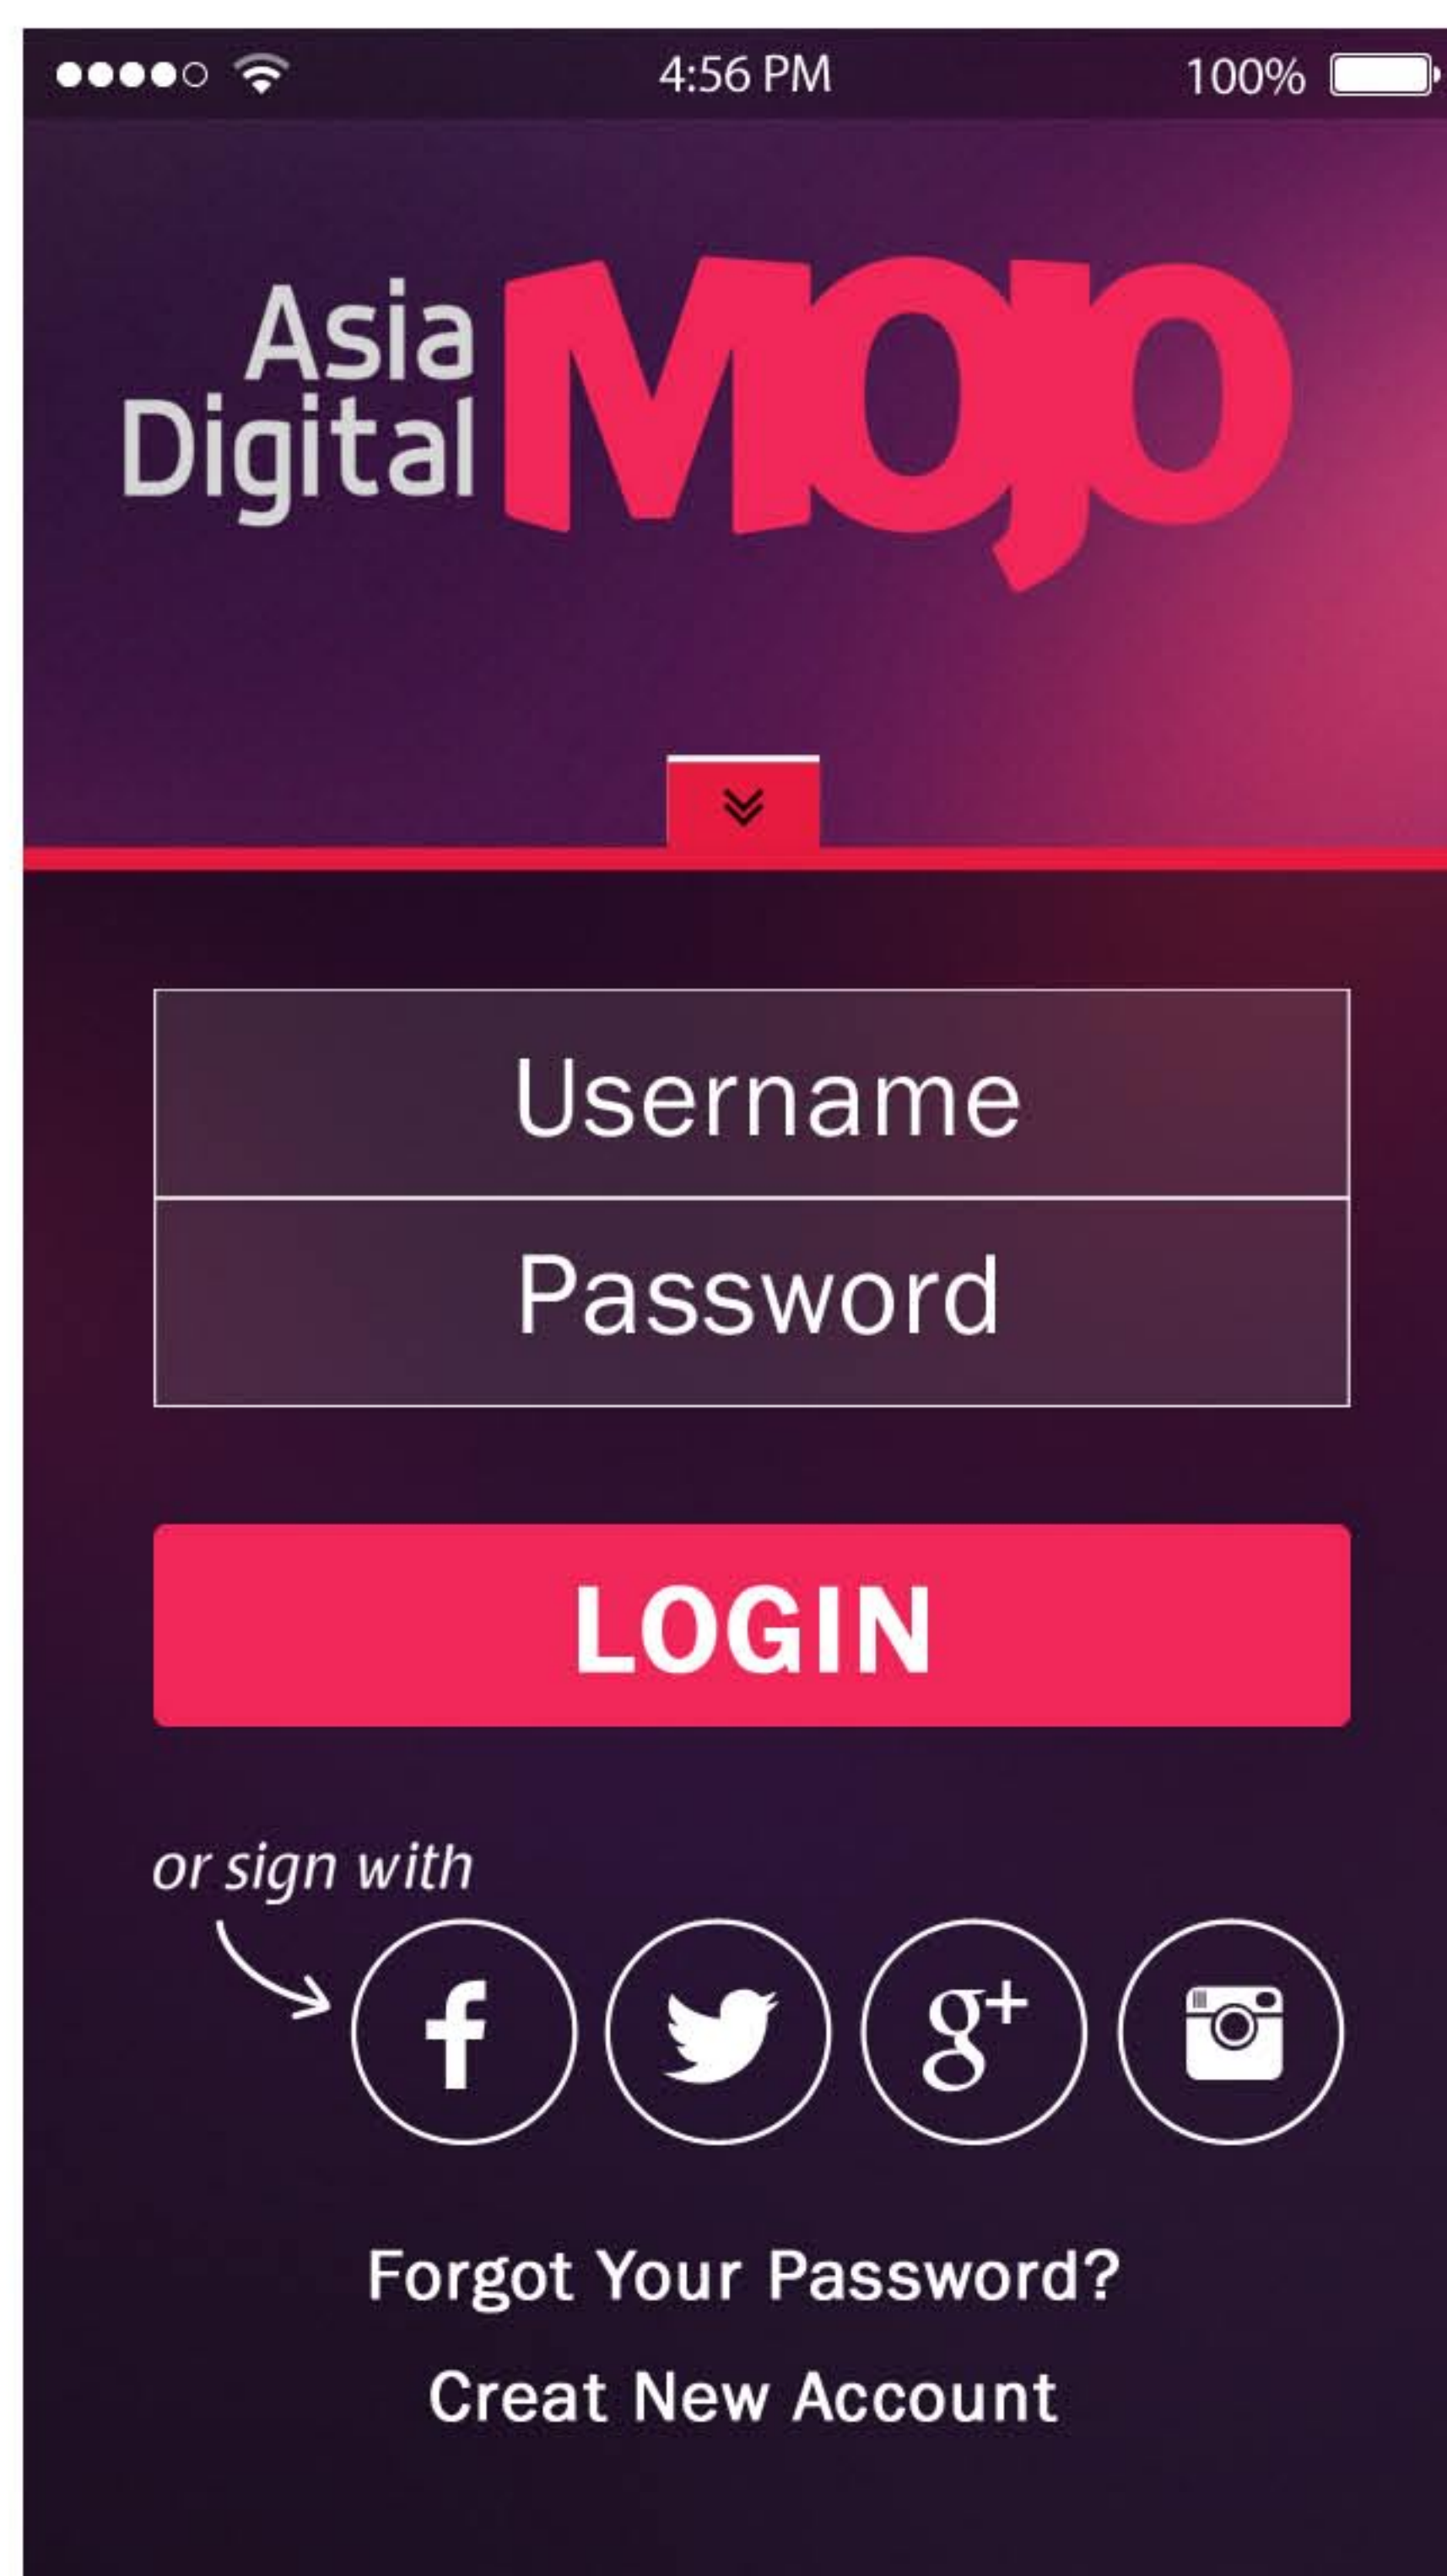 4:56 PM 100%
Asia
Digital
Mojo
Username
Password
LOGIN
or sign with
f g+
Forgot Your Password?
Creat New Account